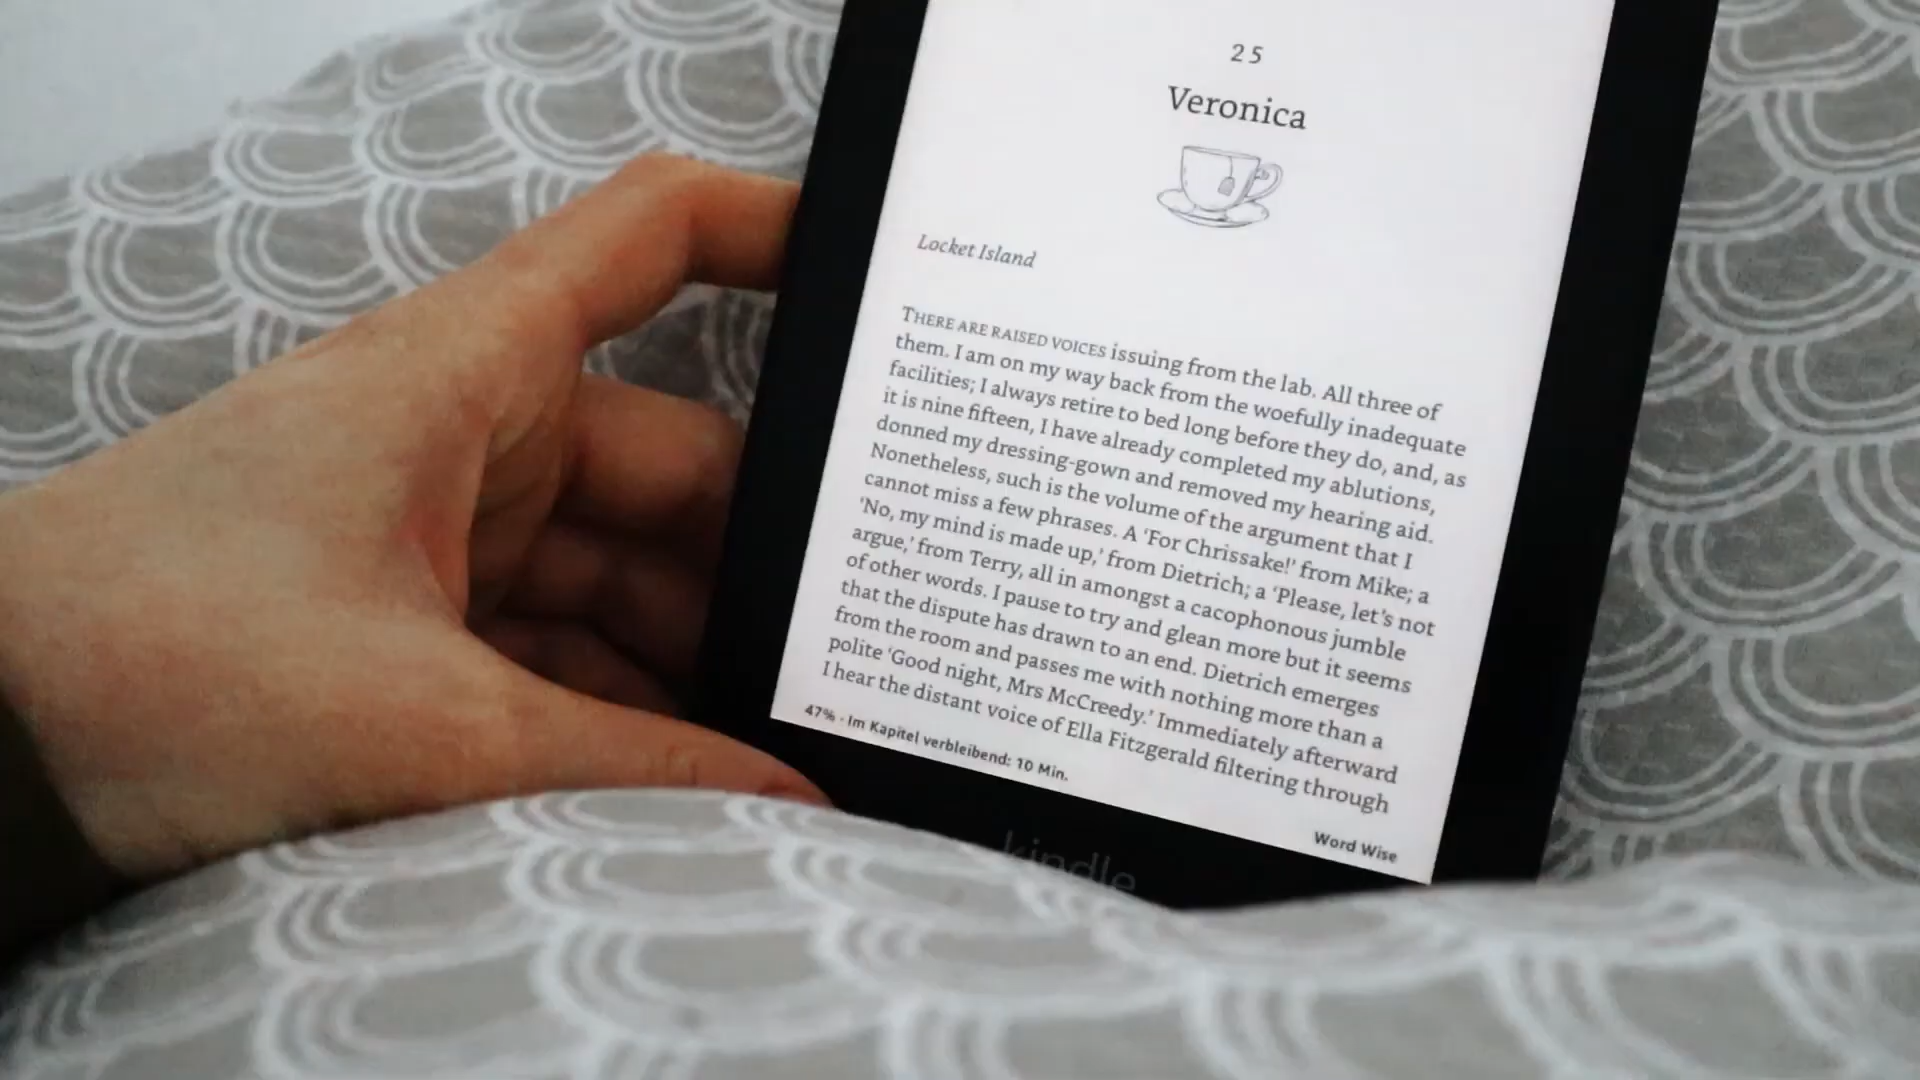 25
Veronica
Locket Island
THERE ARE RAISED VOICES issuing from the lab. All three of
them. I am on my way back from the woefully inadequate
facilities; I always retire to bed long before they do, and, as
it is nine fifteen, I have already completed my ablutions,
donned my dressing-gown and removed my hearing aid.
Nonetheless, such is the volume of the argument that I
cannot miss a few phrases. A ‘For Chrissake!’ from Mike; a
‘No, my mind is made up,’ from Dietrich; a ‘Please, let’s not
argue,’ from Terry, all in amongst a cacophonous jumble
of other words. I pause to try and glean more but it seems
that the dispute has drawn to an end. Dietrich emerges
from the room and passes me with nothing more than a
polite ‘Good night, Mrs McCreedy.’ Immediately afterward
I hear the distant voice of Ella Fitzgerald filtering through
47% · Im Kapitel verbleibend: 10 Min.
Word Wise
kindle